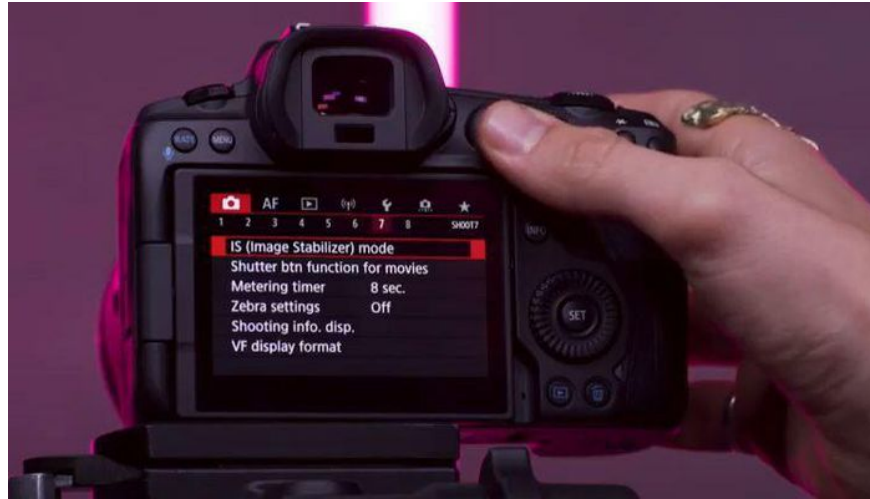 RATE MENU
AF
1 2 3 4 5 6 7 8 SHOOT7
IS (Image Stabilizer) mode
Shutter btn function for movies
Metering timer 8 sec.
Zebra settings Off
Shooting info. disp.
VF display format
INFO
SET